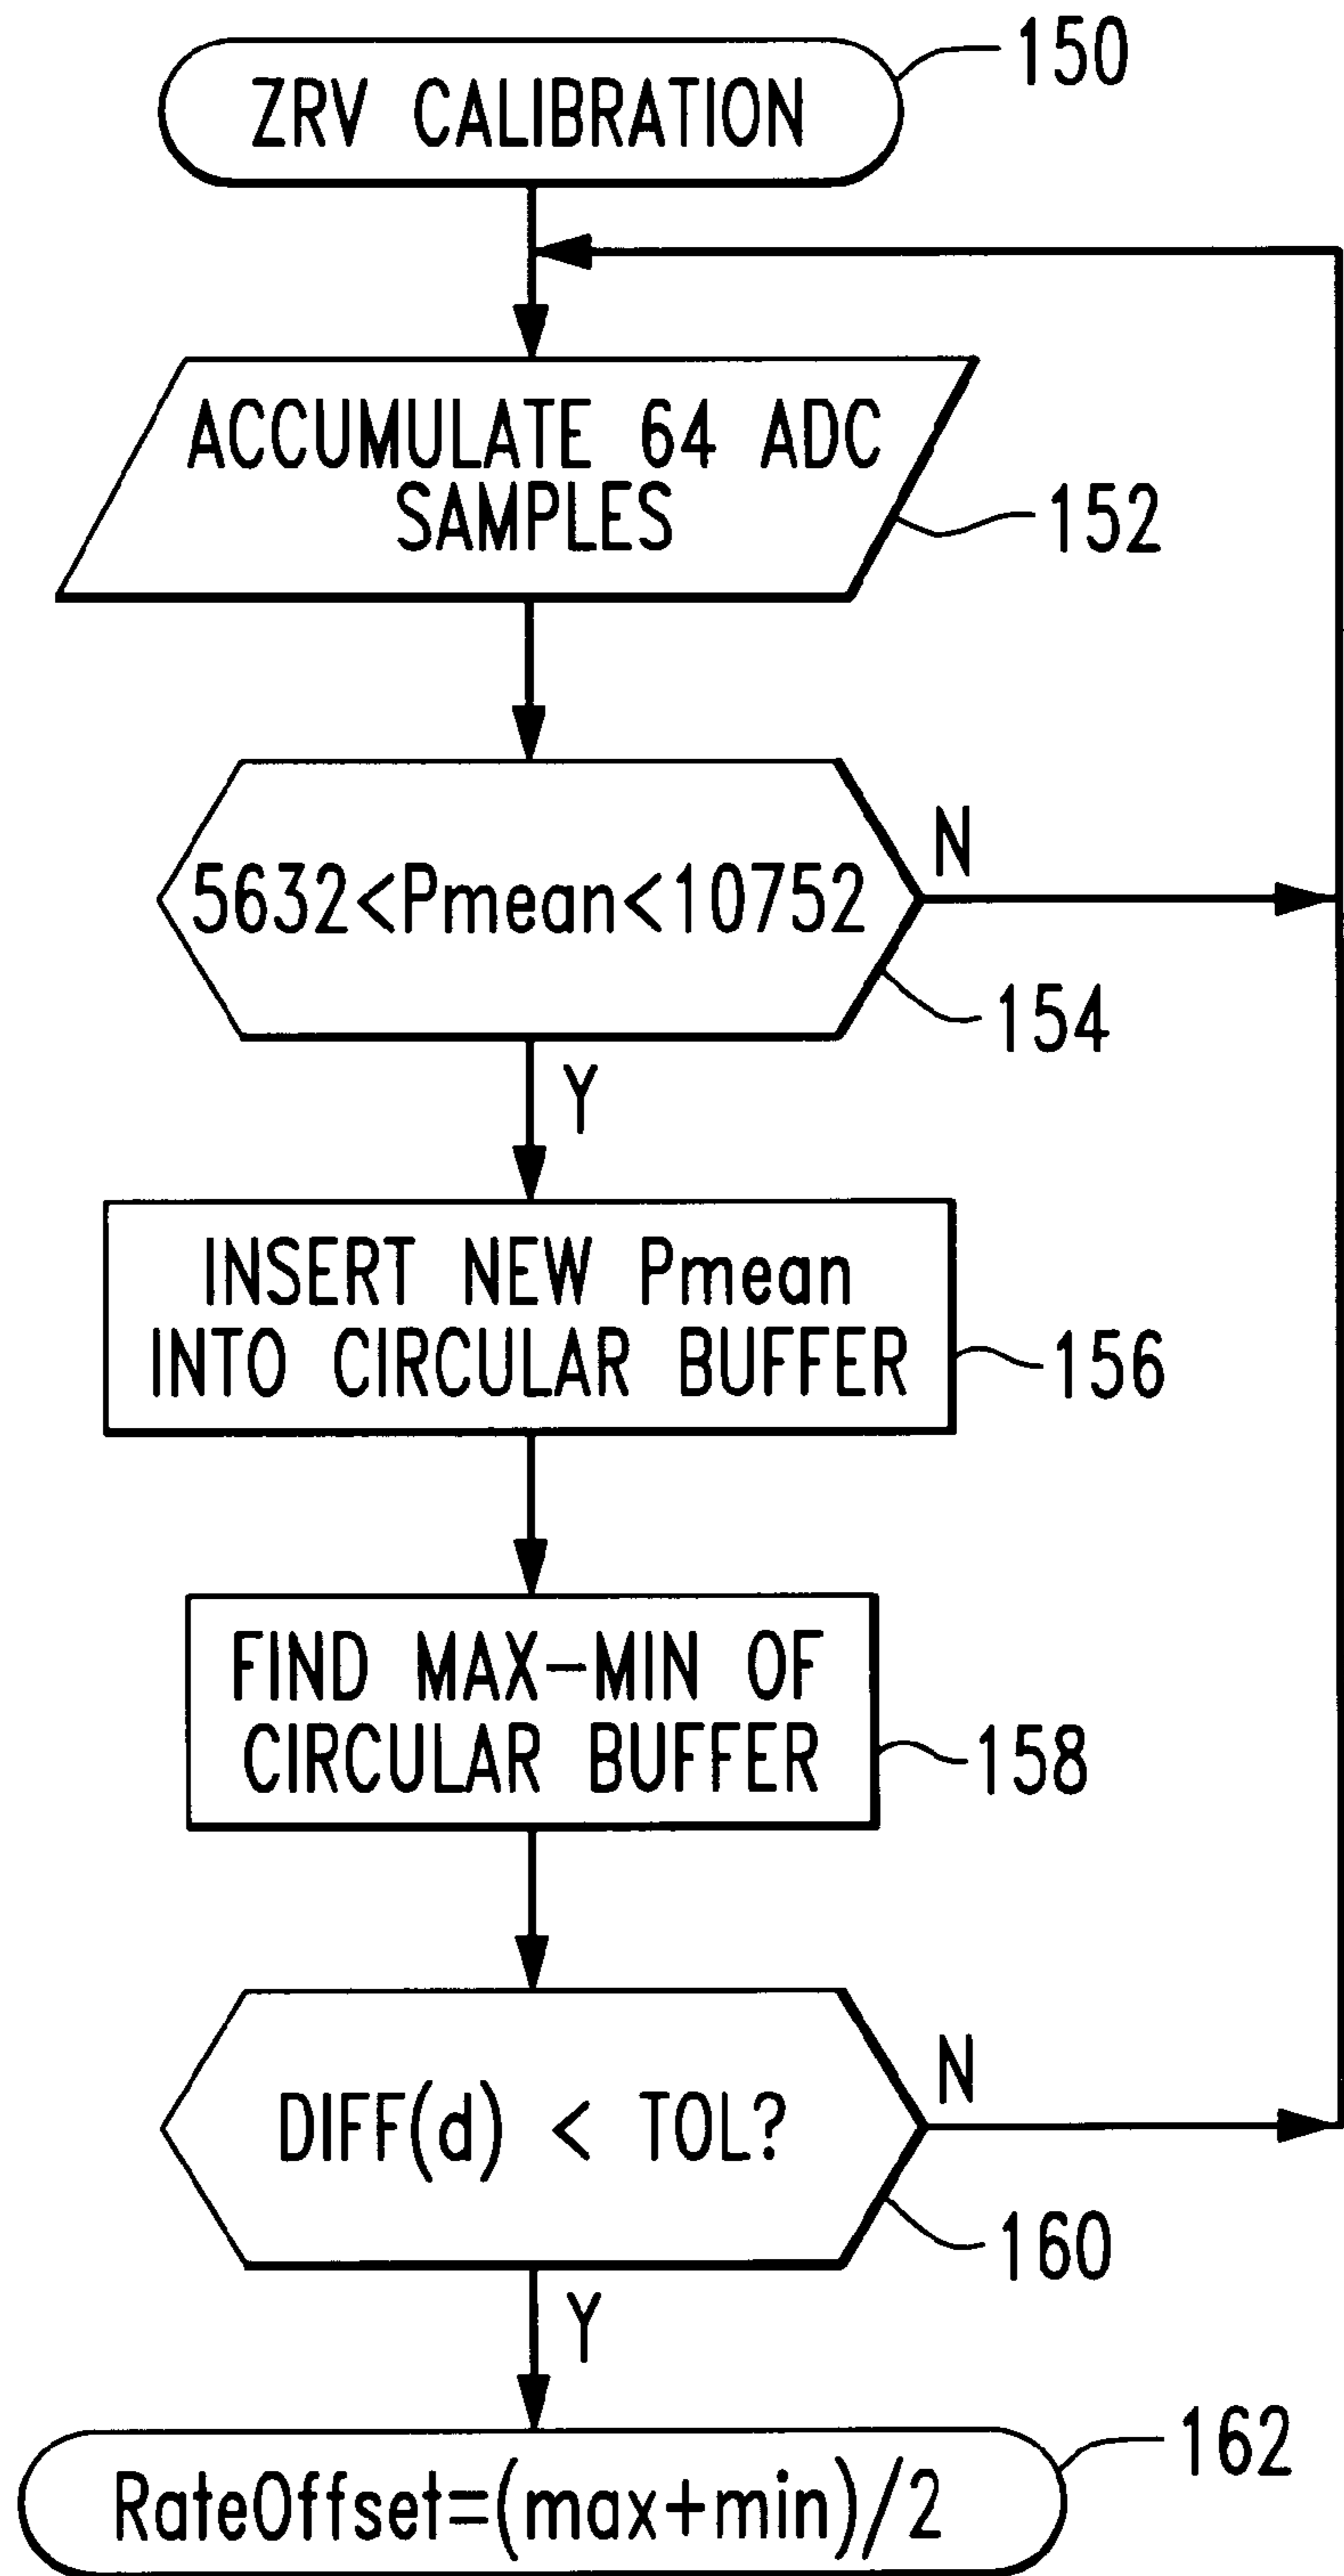 ZRV CALIBRATION
150
ACCUMULATE 64 ADC
SAMPLES
152
5632<Pmean<10752
N
154
Y
INSERT NEW Pmean
INTO CIRCULAR BUFFER
156
FIND MAX-MIN OF
CIRCULAR BUFFER
158
DIFF(d) < TOL?
N
160
Y
RateOffset=(max+min)/2
162